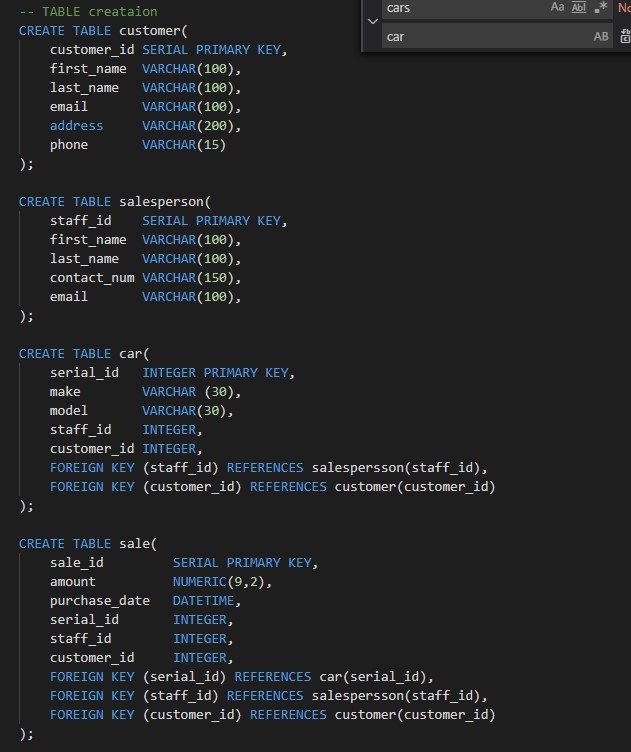 -- TABLE creataion
CREATE TABLE customer(
    customer_id SERIAL PRIMARY KEY,
    first_name  VARCHAR(100),
    last_name   VARCHAR(100),
    email       VARCHAR(100),
    address     VARCHAR(200),
    phone       VARCHAR(15)
);

CREATE TABLE salesperson(
    staff_id    SERIAL PRIMARY KEY,
    first_name  VARCHAR(100),
    last_name   VARCHAR(100),
    contact_num VARCHAR(150),
    email       VARCHAR(100),
);

CREATE TABLE car(
    serial_id   INTEGER PRIMARY KEY,
    make        VARCHAR (30),
    model       VARCHAR(30),
    staff_id    INTEGER,
    customer_id INTEGER,
    FOREIGN KEY (staff_id) REFERENCES salespersson(staff_id),
    FOREIGN KEY (customer_id) REFERENCES customer(customer_id)
);

CREATE TABLE sale(
    sale_id         SERIAL PRIMARY KEY,
    amount          NUMERIC(9,2),
    purchase_date   DATETIME,
    serial_id       INTEGER,
    staff_id        INTEGER,
    customer_id     INTEGER,
    FOREIGN KEY (serial_id) REFERENCES car(serial_id),
    FOREIGN KEY (staff_id) REFERENCES salespersson(staff_id),
    FOREIGN KEY (customer_id) REFERENCES customer(customer_id)
);
cars Aa Abl .* No
car AB